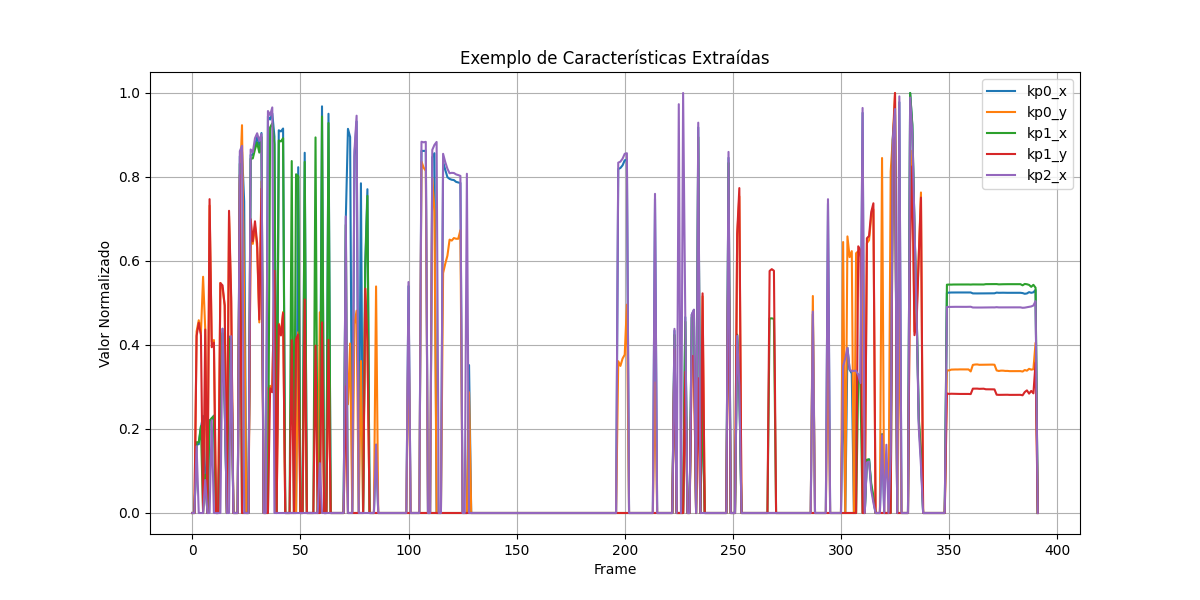 Exemplo de Características Extraídas
Valor Normalizado
1.0
0.8
0.6
0.4
0.2
0.0
0
50
100
150
200
250
300
350
400
Frame
kp0_x
kp0_y
kp1_x
kp1_y
kp2_x